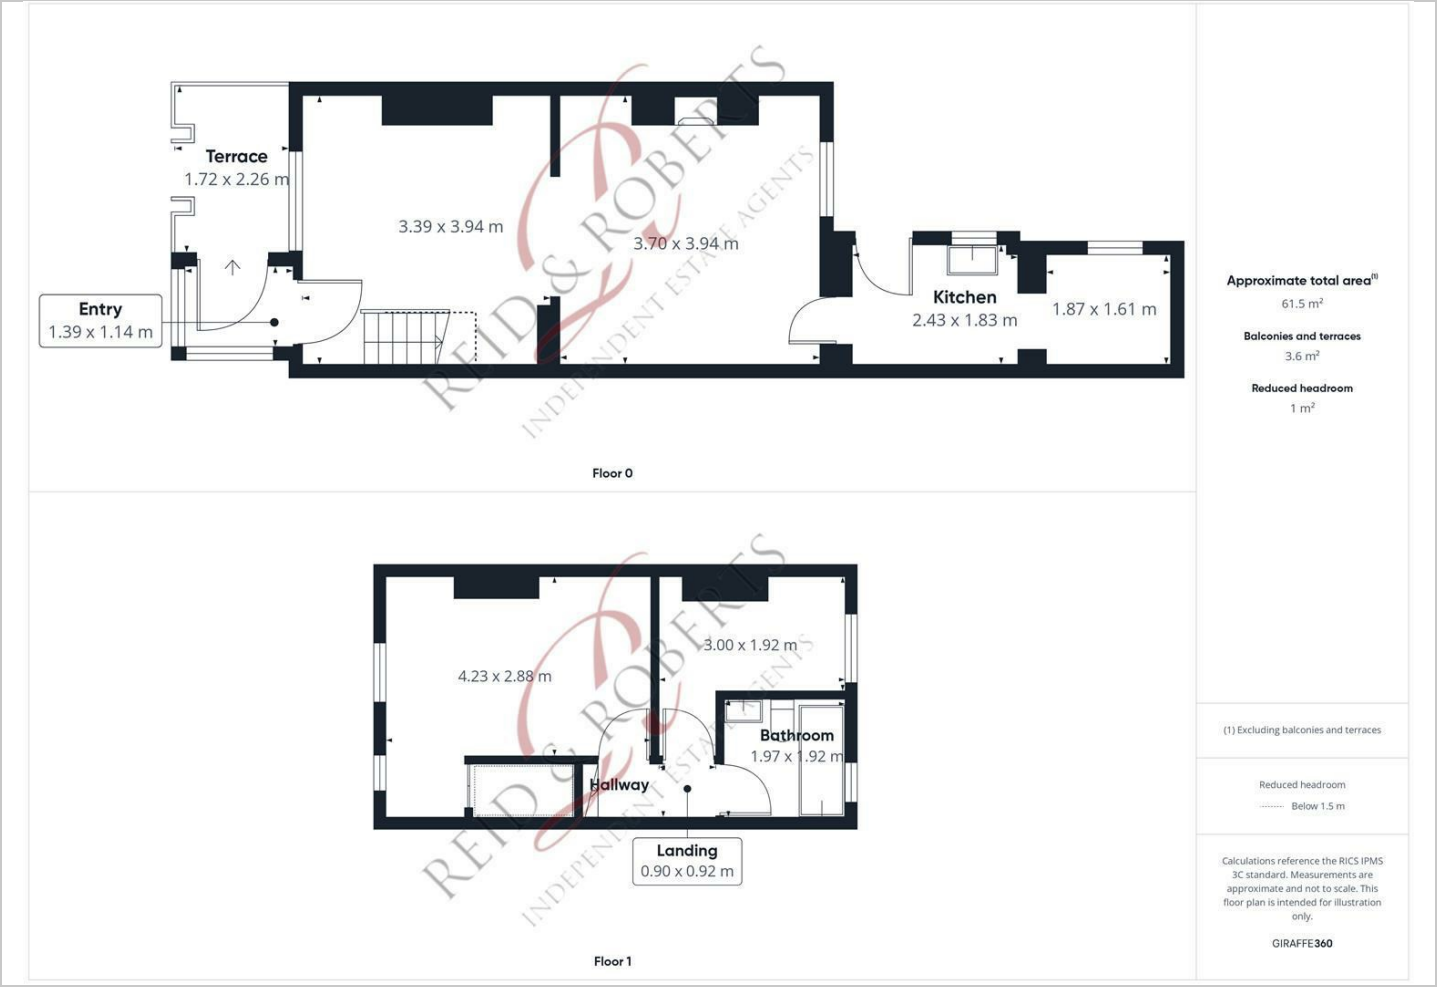 Terrace
1.72 x 2.26 m
3.39 x 3.94 m
3.70 x 3.94 m
Entry
1.39 x 1.14 m
Kitchen
2.43 x 1.83 m
1.87 x 1.61 m
REID & ROBERTS
INDEPENDENT ESTATE AGENTS
Floor 0
4.23 x 2.88 m
3.00 x 1.92 m
Bathroom
1.97 x 1.92 m
Hallway
Landing
0.90 x 0.92 m
REID & ROBERTS
INDEPENDENT ESTATE AGENTS
Floor 1
Approximate total area(1)
61.5 m²
Balconies and terraces
3.6 m²
Reduced headroom
1 m²
(1) Excluding balconies and terraces
Reduced headroom
Below 1.5 m
Calculations reference the RICS IPMS
3C standard. Measurements are
approximate and not to scale. This
floor plan is intended for illustration
only.
GIRAFFE360